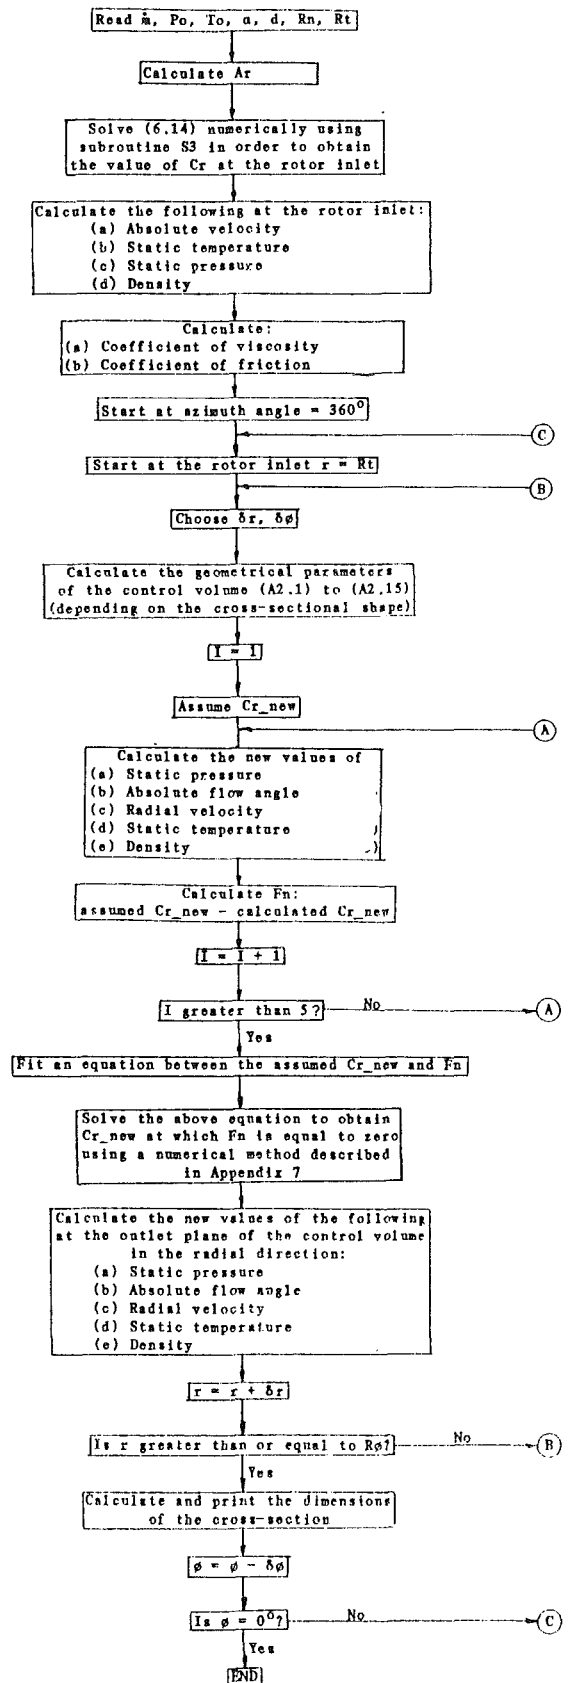 Read ṁ, Po, To, α, d, Rn, Rt
Calculate Ar
Solve (6.14) numerically using
subroutine S3 in order to obtain
the value of Cr at the rotor inlet
Calculate the following at the rotor inlet:
(a) Absolute velocity
(b) Static temperature
(c) Static pressure
(d) Density
Calculate:
(a) Coefficient of viscosity
(b) Coefficient of friction
Start at azimuth angle = 360°
C
Start at the rotor inlet r = Rt
B
Choose δr, δø
Calculate the geometrical parameters
of the control volume (A2.1) to (A2.15)
(depending on the cross-sectional shape)
I = 1
Assume Cr_new
A
Calculate the new values of
(a) Static pressure
(b) Absolute flow angle
(c) Radial velocity
(d) Static temperature
(e) Density
Calculate Fn:
assumed Cr_new - calculated Cr_new
I = I + 1
I greater than 5? No A
Yes
Fit an equation between the assumed Cr_new and Fn
Solve the above equation to obtain
Cr_new at which Fn is equal to zero
using a numerical method described
in Appendix 7
Calculate the new values of the following
at the outlet plane of the control volume
in the radial direction:
(a) Static pressure
(b) Absolute flow angle
(c) Radial velocity
(d) Static temperature
(e) Density
r = r + δr
Is r greater than or equal to Rø? No B
Yes
Calculate and print the dimensions
of the cross-section
ø = ø - δø
Is ø = 0°? No C
Yes
END